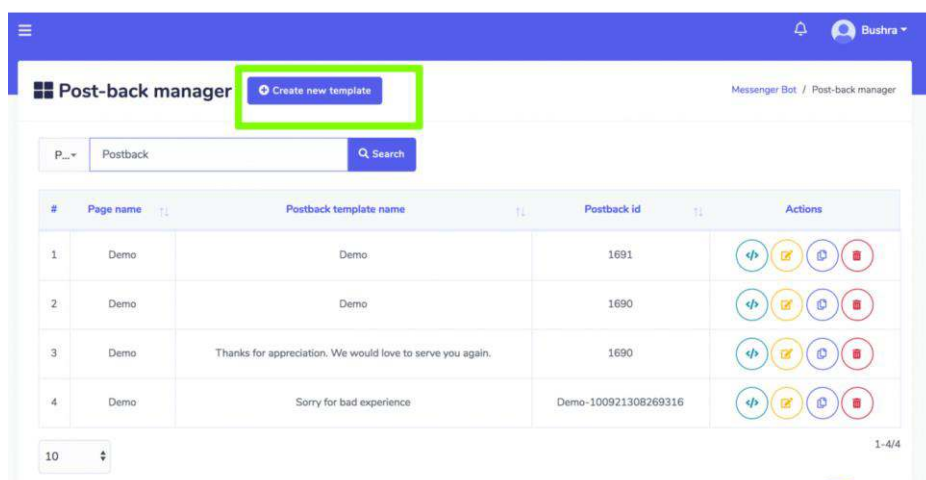 Bushra
Post-back manager
Create new template
Messenger Bot / Post-back manager
P...
Postback
Search
# Page name Postback template name Postback id Actions
1 Demo Demo 1691
2 Demo Demo 1690
3 Demo Thanks for appreciation. We would love to serve you again. 1690
4 Demo Sorry for bad experience Demo-100921308269316
1-4/4
10